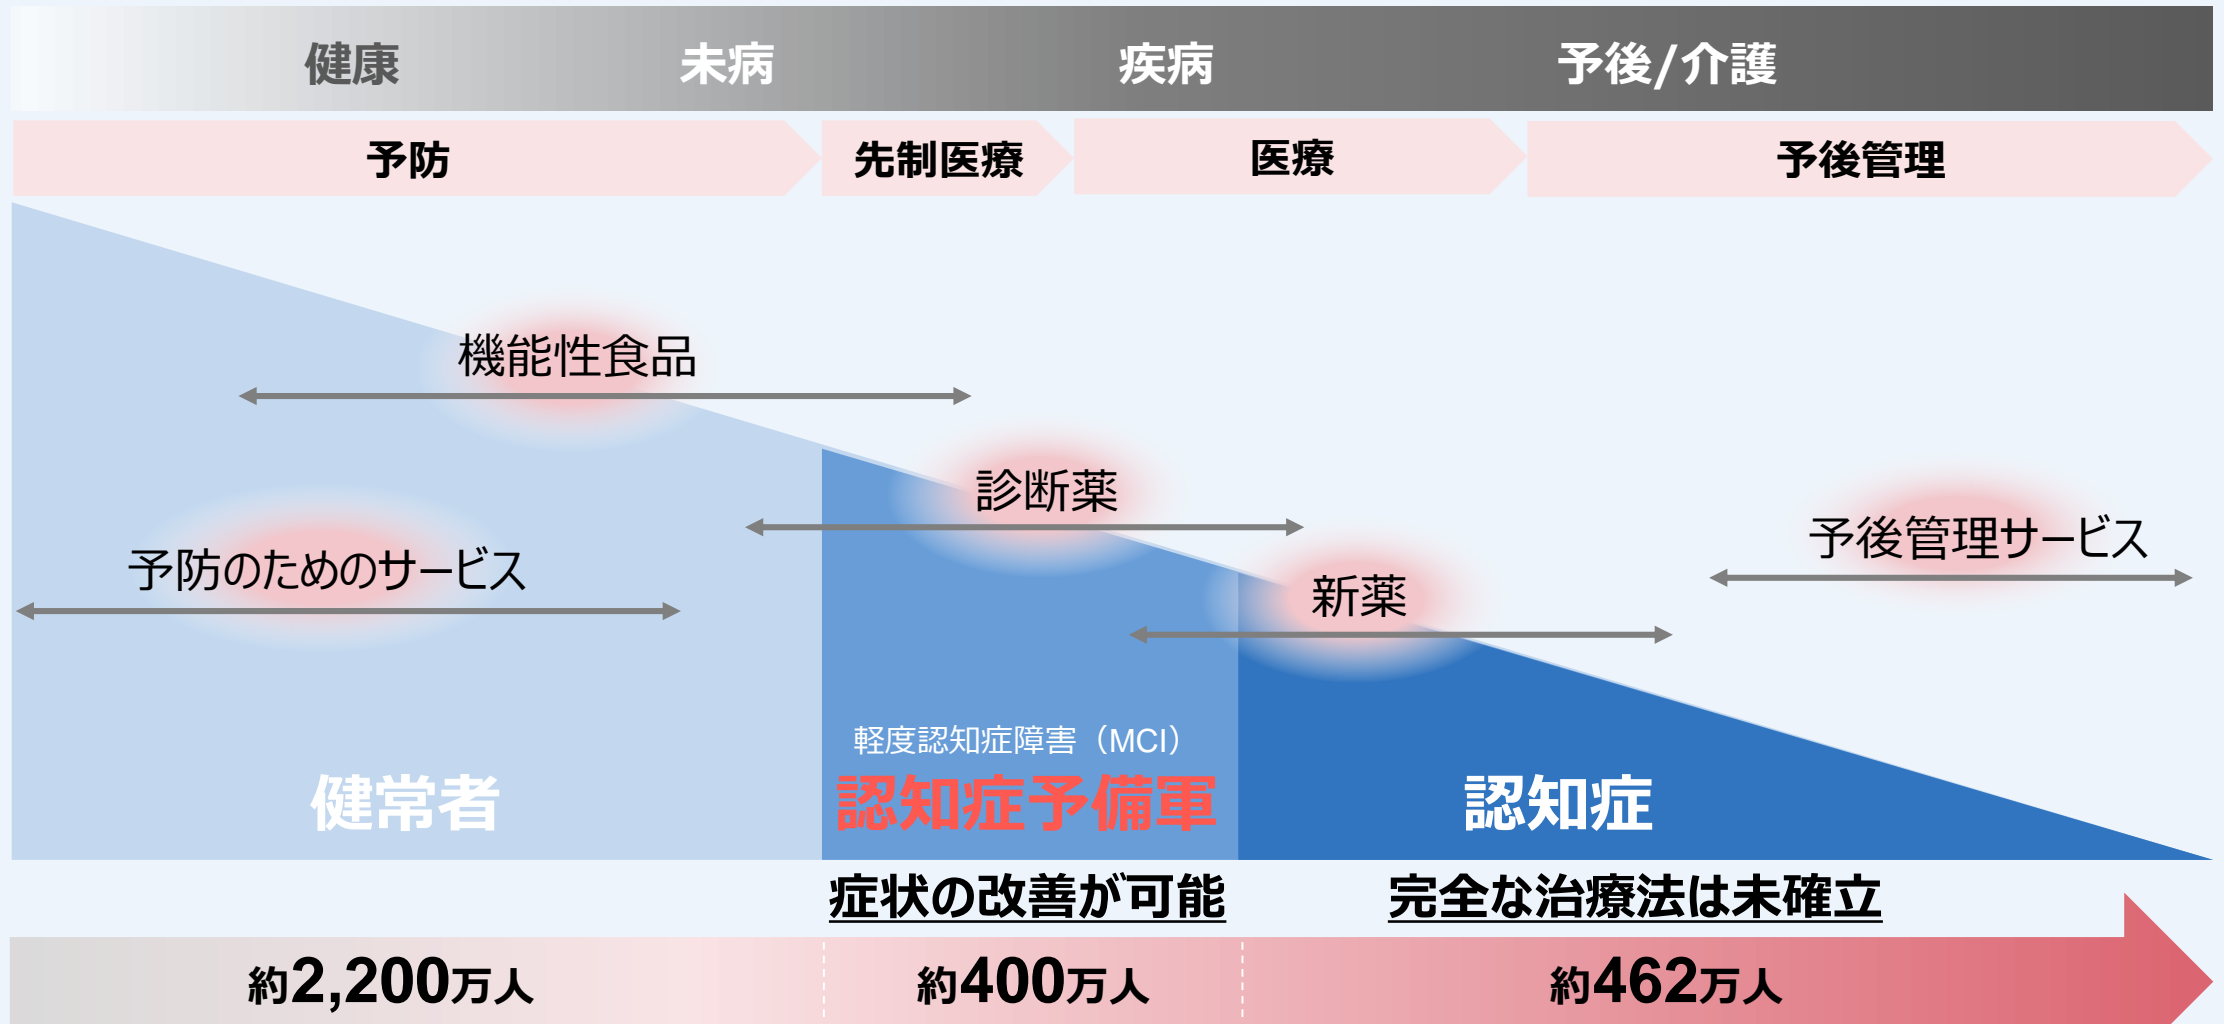 健康 未病 疾病 予後/介護
予防 先制医療 医療 予後管理
機能性食品
診断薬
予後管理サービス
予防のためのサービス
新薬
軽度認知症障害（MCI）
健常者 認知症予備軍 認知症
症状の改善が可能 完全な治療法は未確立
約2,200万人 約400万人 約462万人